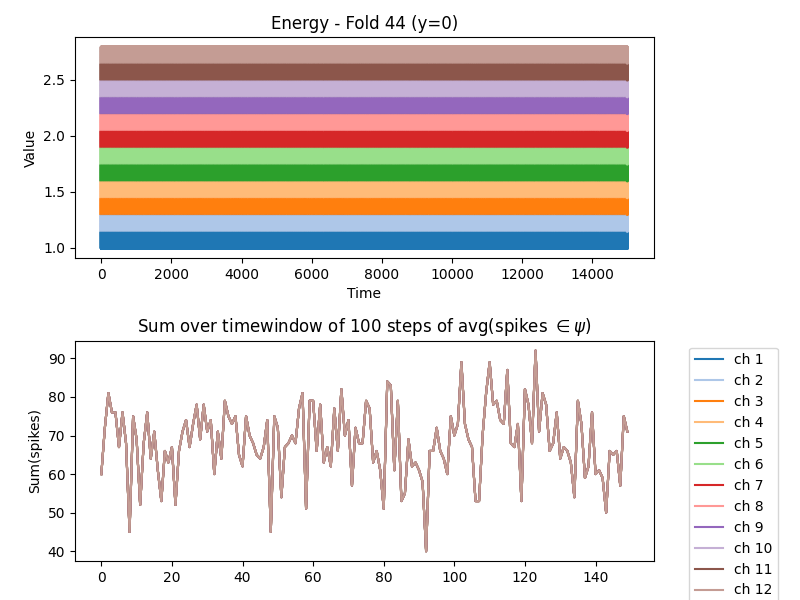 Energy - Fold 44 (y=0)
Value
2.5
2.0
1.5
1.0
0 2000 4000 6000 8000 10000 12000 14000
Time
Sum over timewindow of 100 steps of avg(spikes ∈ψ)
Sum(spikes)
90
80
70
60
50
40
0 20 40 60 80 100 120 140
ch 1
ch 2
ch 3
ch 4
ch 5
ch 6
ch 7
ch 8
ch 9
ch 10
ch 11
ch 12